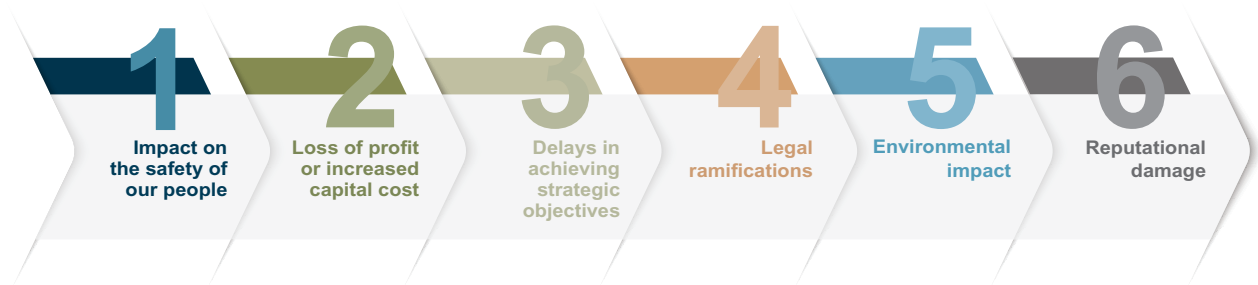 1
Impact on
the safety of
our people
2
Loss of profit
or increased
capital cost
3
Delays in
achieving
strategic
objectives
4
Legal
ramifications
5
Environmental
impact
6
Reputational
damage